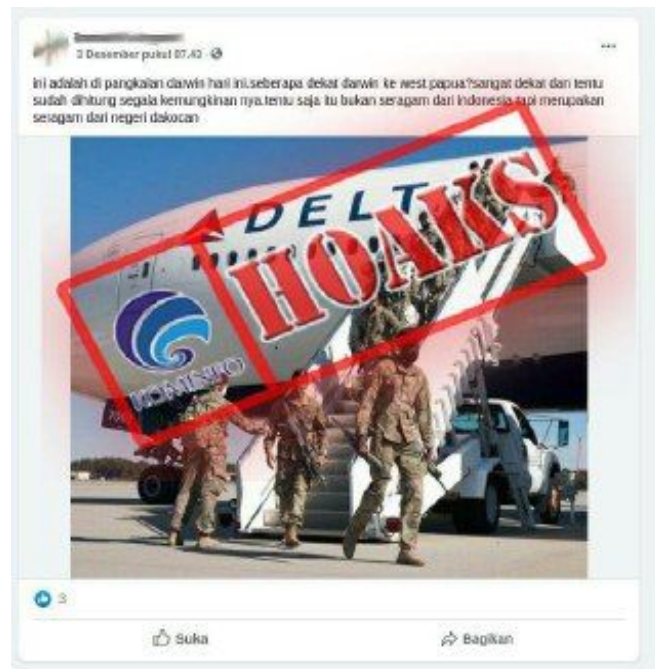 3 Desember pukul 07.43
ini adalah di pangkalan darwin hari ini.seberapa dekat darwin ke west papua?sangat dekat dan tentu
sudah dihitung segala kemungkinan nya.tentu saja itu bukan seragam dari indonesia tapi merupakan
seragam dari negeri dakocan
DELT
HOAKS
KOMINFO
3
Suka
Bagikan